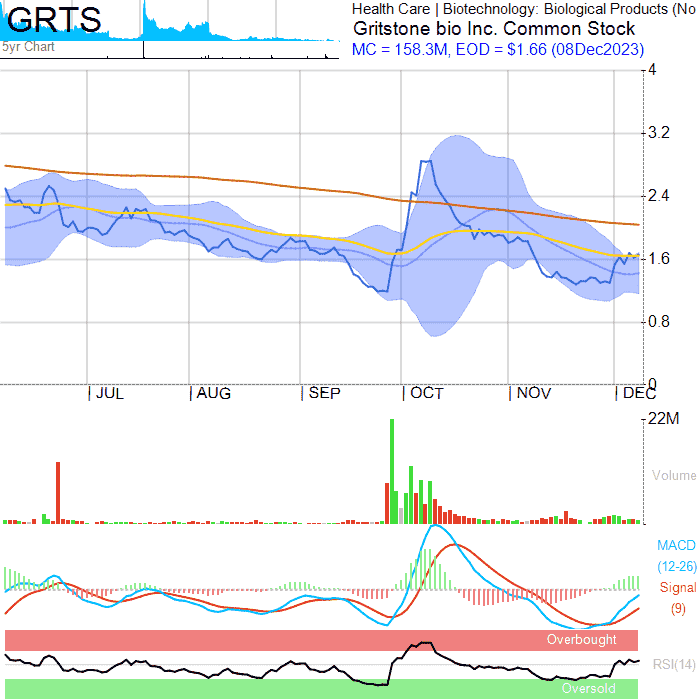 GRTS
5yr Chart
Health Care | Biotechnology: Biological Products (No
Gritstone bio Inc. Common Stock
MC = 158.3M, EOD = $1.66 (08Dec2023)
4
3.2
2.4
1.6
0.8
0
JUL
AUG
SEP
OCT
NOV
DEC
22M
Volume
MACD
(12-26)
Signal
(9)
Overbought
RSI(14)
Oversold